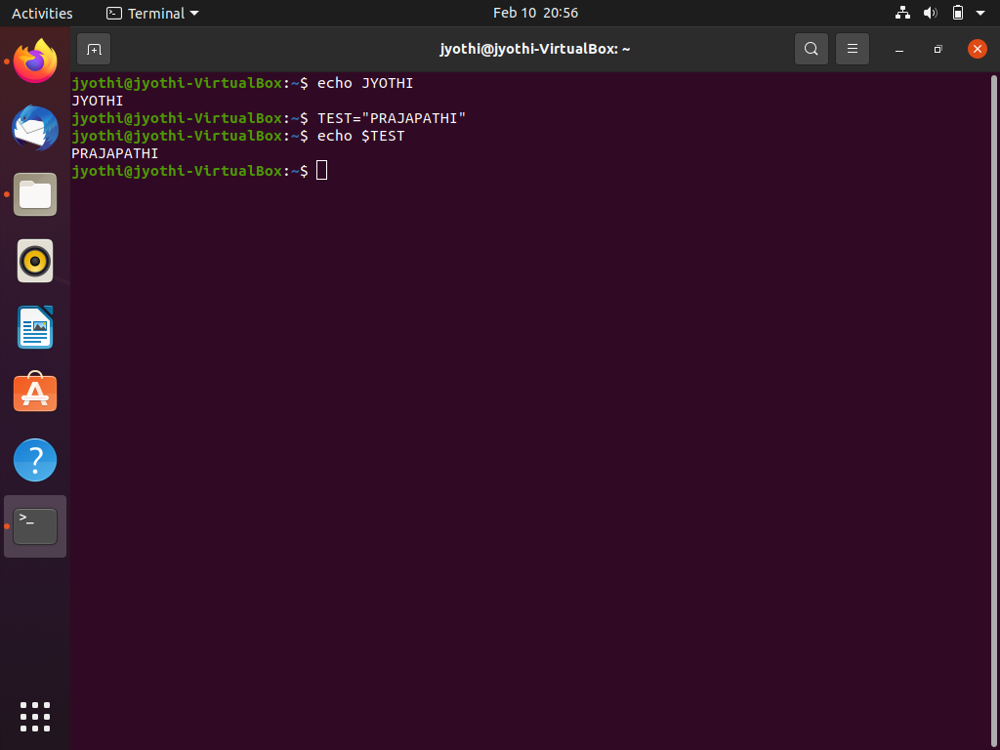 Activities
Terminal
Feb 10 20:56
jyothi@jyothi-VirtualBox: ~
jyothi@jyothi-VirtualBox:~$ echo JYOTHI
JYOTHI
jyothi@jyothi-VirtualBox:~$ TEST="PRAJAPATHI"
jyothi@jyothi-VirtualBox:~$ echo $TEST
PRAJAPATHI
jyothi@jyothi-VirtualBox:~$